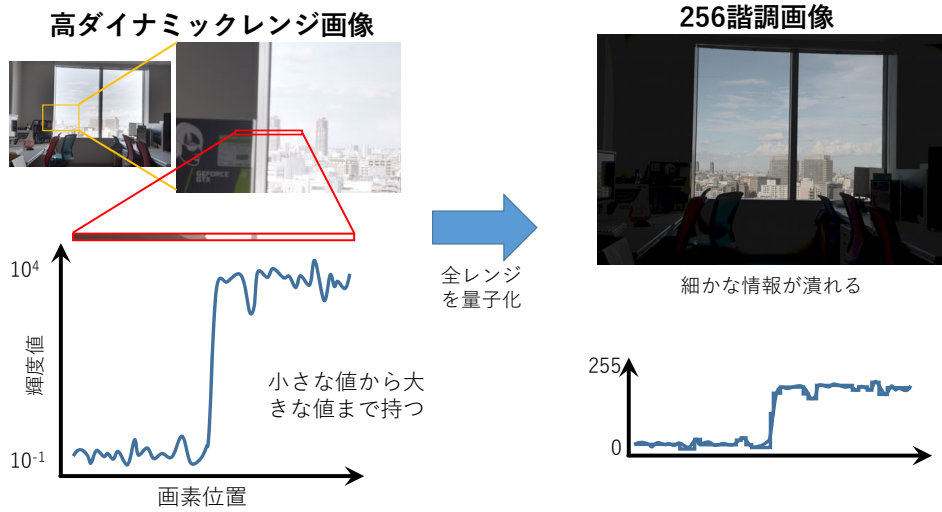 高ダイナミックレンジ画像
256諧調画像
GEFORCE
GTX
全レンジ
を量子化
細かな情報が潰れる
10⁴
輝度値
10⁻¹
小さな値から大
きな値まで持つ
画素位置
255
0